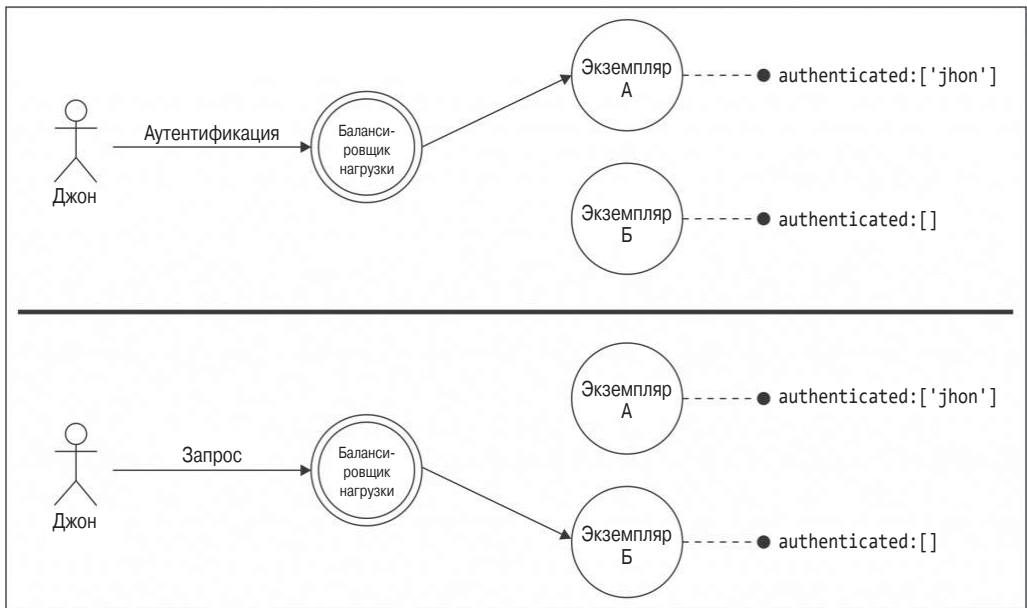 Джон
Аутентификация
Баланси-
ровщик
нагрузки
Экземпляр
А
authenticated:['jhon']
Экземпляр
Б
authenticated:[]
Джон
Запрос
Баланси-
ровщик
нагрузки
Экземпляр
А
authenticated:['jhon']
Экземпляр
Б
authenticated:[]